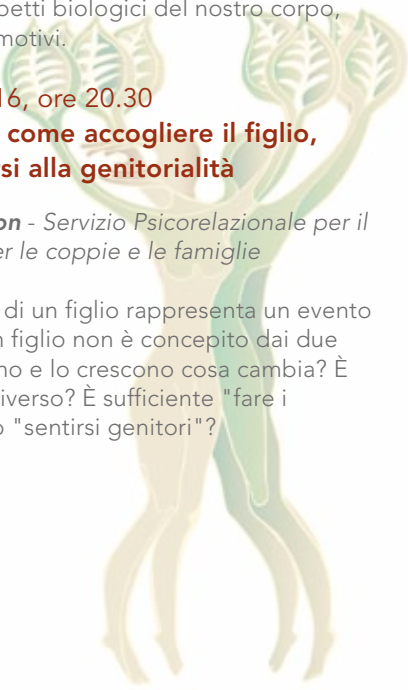 petti biologici del nostro corpo,
motivi.
16, ore 20.30
come accogliere il figlio,
rsi alla genitorialità
on - Servizio Psicorelazionale per il
er le coppie e le famiglie
di un figlio rappresenta un evento
n figlio non è concepito dai due
no e lo crescono cosa cambia? È
iverso? È sufficiente "fare i
o "sentirsi genitori"?